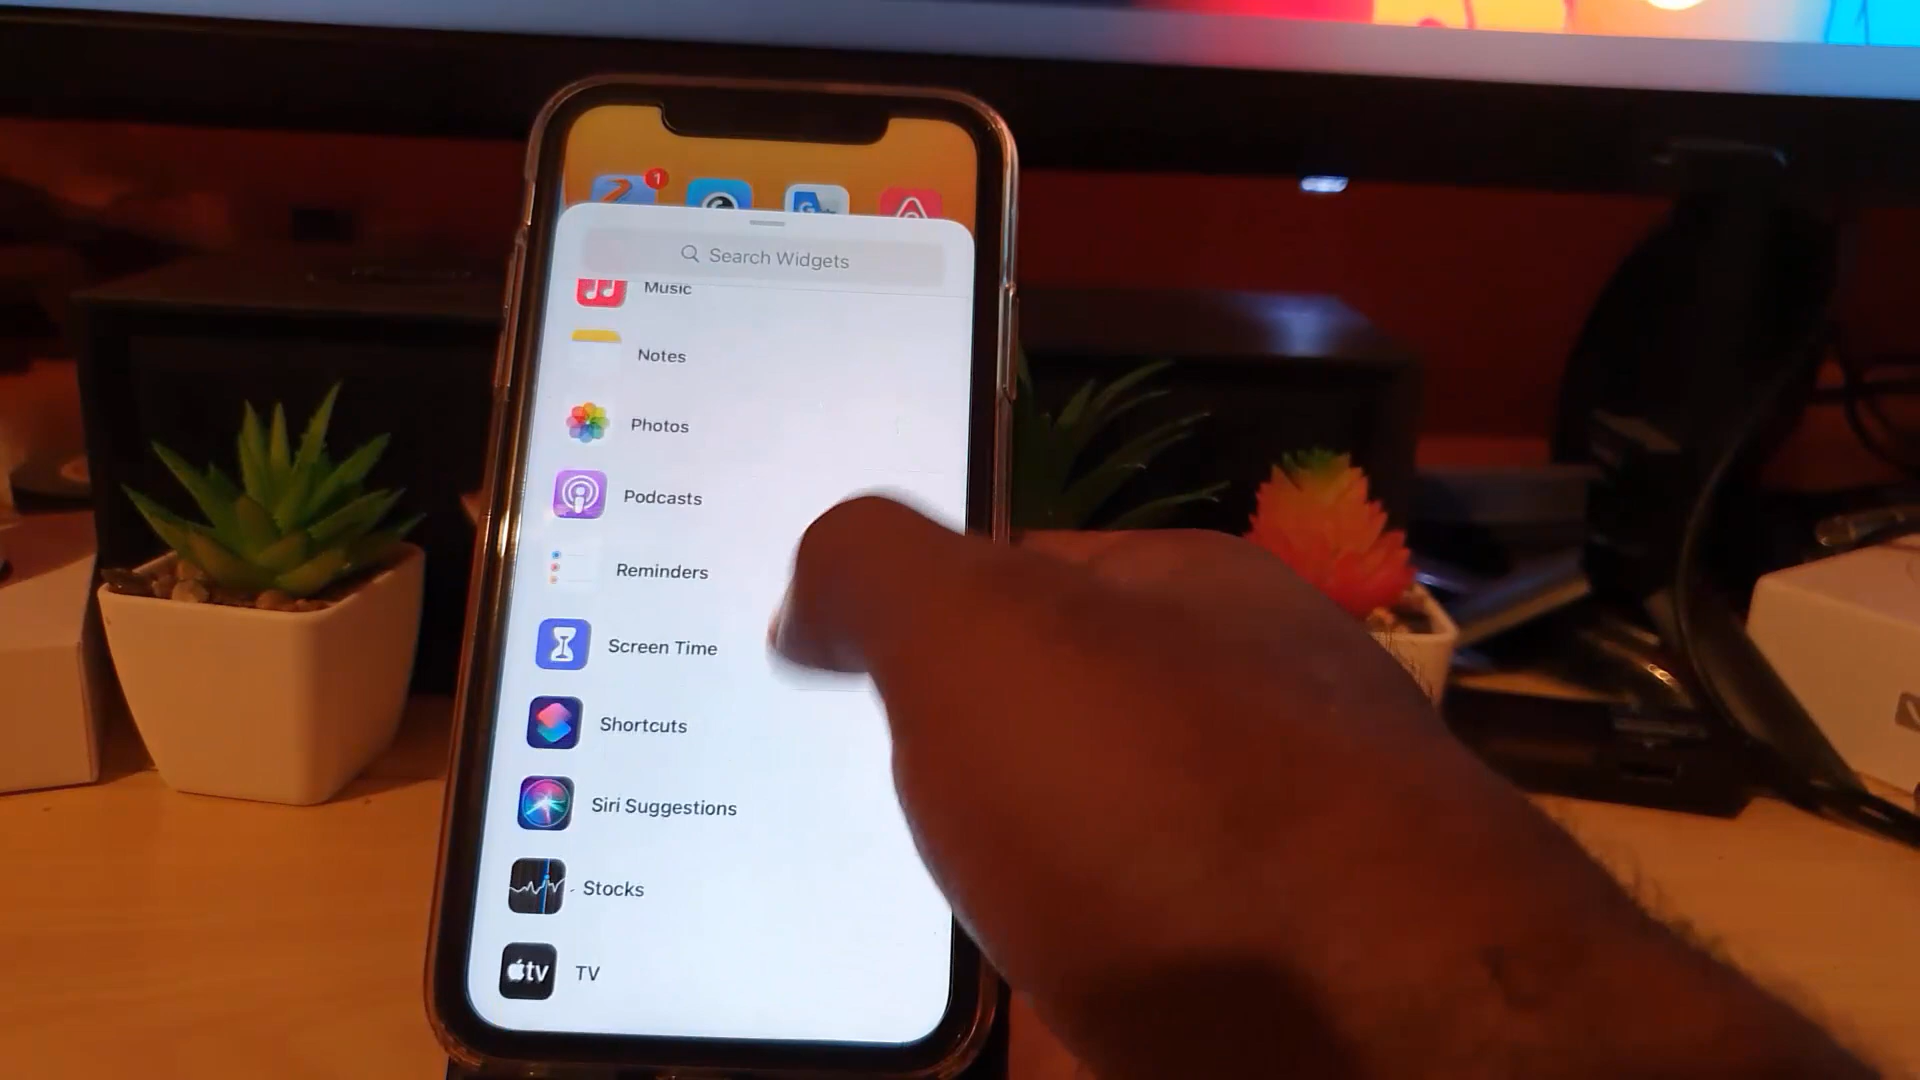 1
G
Search Widgets
Music
Notes
Photos
Podcasts
Reminders
Screen Time
Shortcuts
Siri Suggestions
Stocks
tv TV